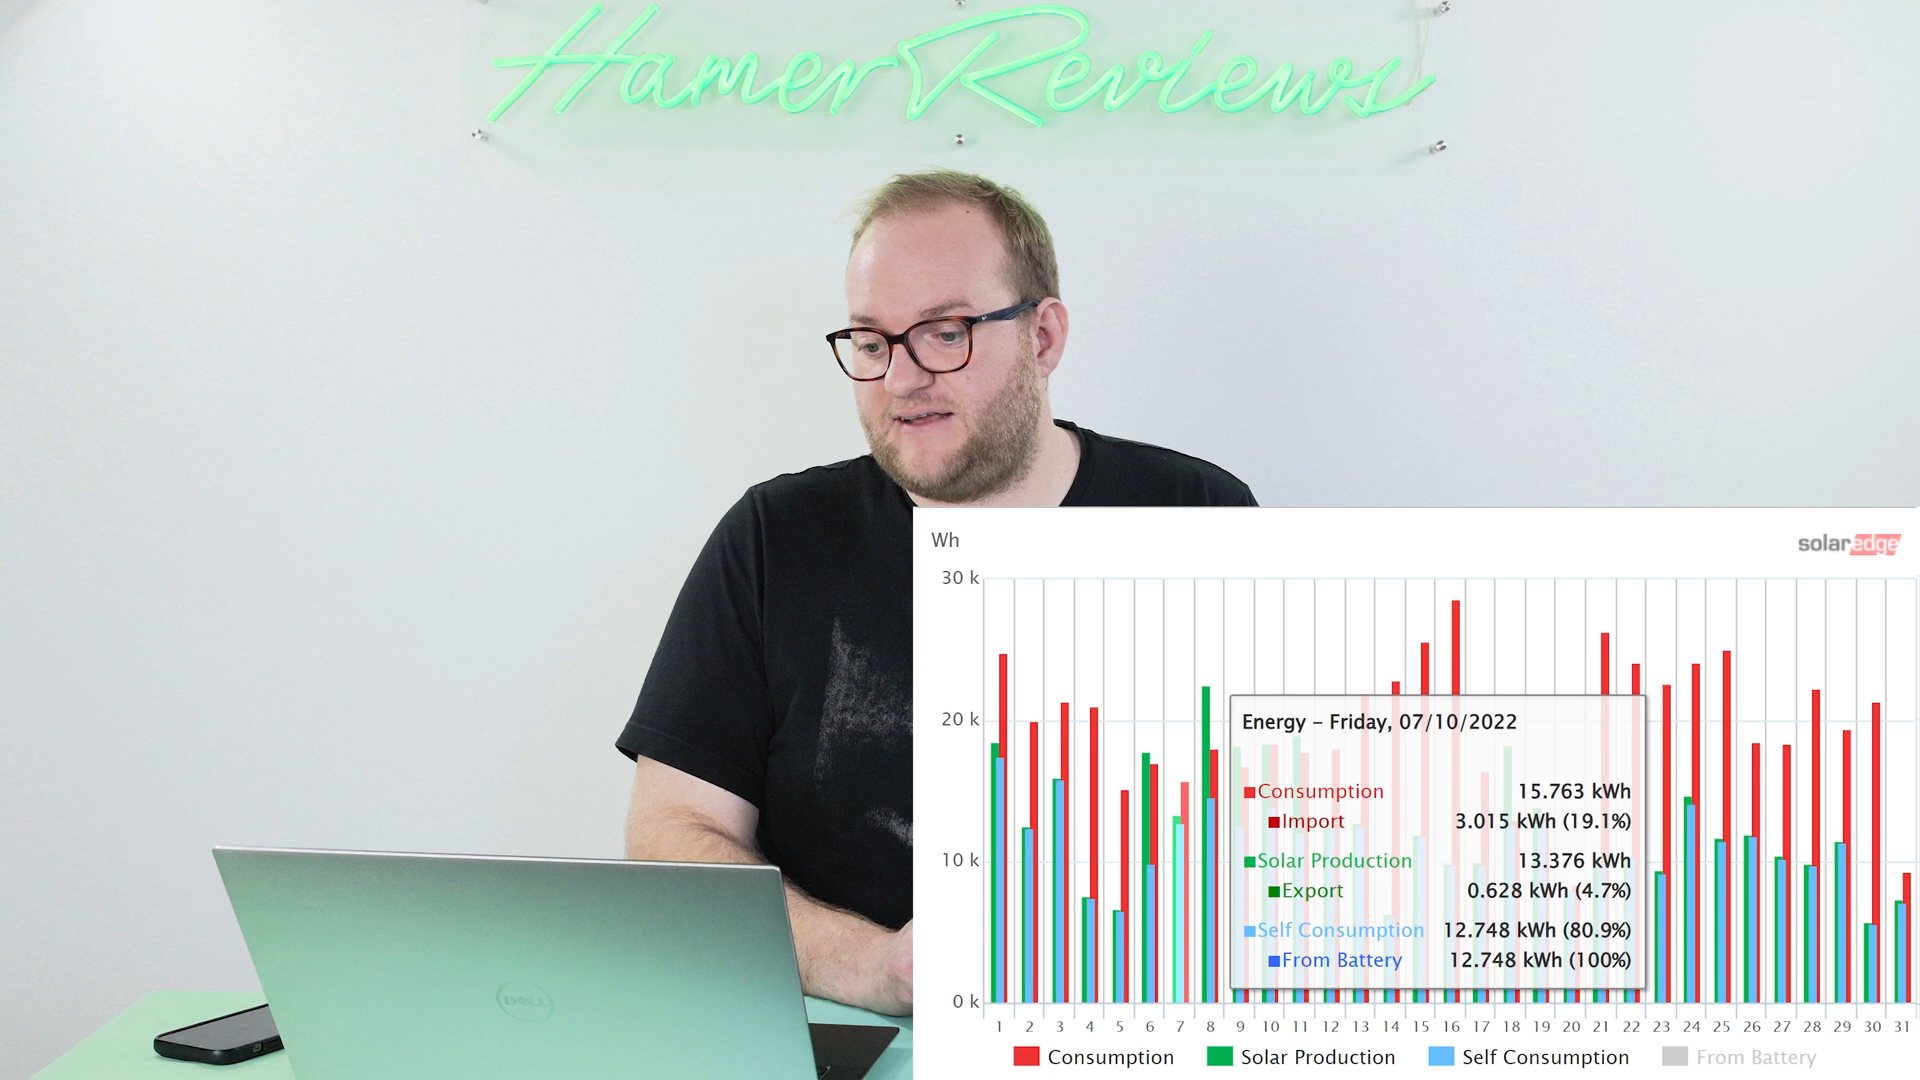 HamerReviews
Wh
solaredge
30 k
20 k
10 k
0 k
Energy – Friday, 07/10/2022
Consumption 15.763 kWh
Import 3.015 kWh (19.1%)
Solar Production 13.376 kWh
Export 0.628 kWh (4.7%)
Self Consumption 12.748 kWh (80.9%)
From Battery 12.748 kWh (100%)
1 2 3 4 5 6 7 8 9 10 11 12 13 14 15 16 17 18 19 20 21 22 23 24 25 26 27 28 29 30 31
Consumption Solar Production Self Consumption From Battery
DELL